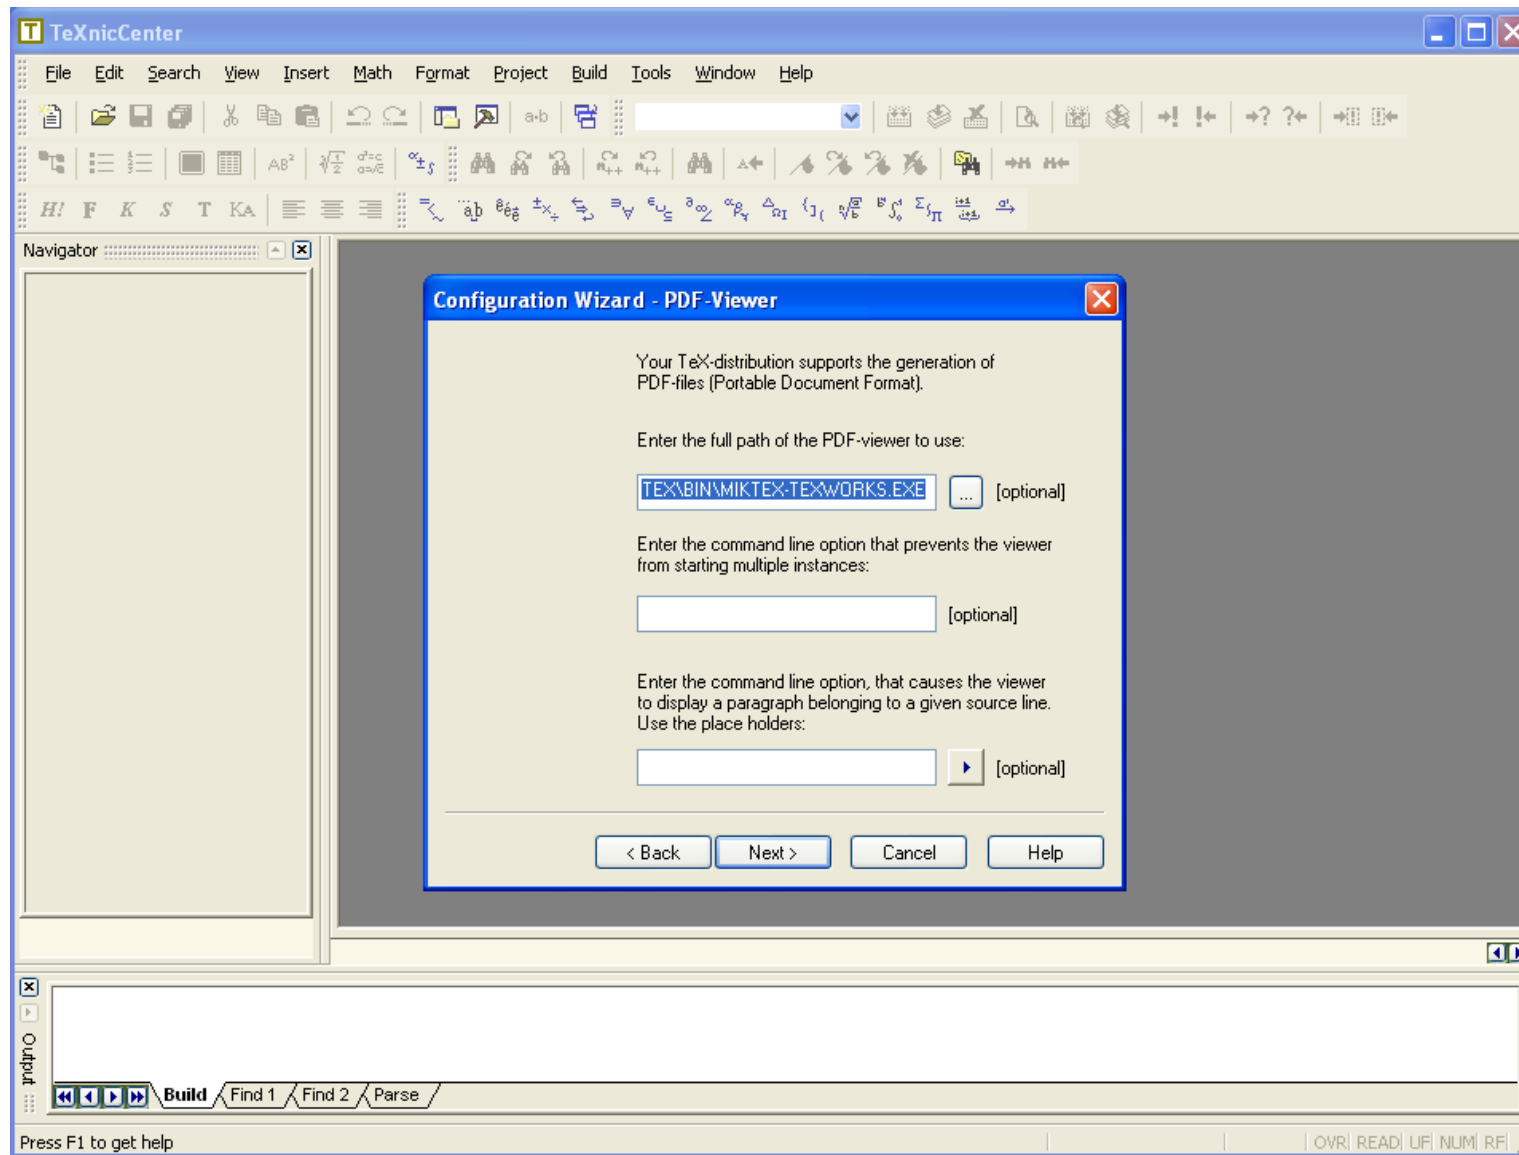 TeXnicCenter
File Edit Search View Insert Math Format Project Build Tools Window Help
Navigator
Configuration Wizard - PDF-Viewer
Your TeX-distribution supports the generation of
PDF-files (Portable Document Format).
Enter the full path of the PDF-viewer to use:
TEX\BIN\MIKTEX-TEXWORKS.EXE ... [optional]
Enter the command line option that prevents the viewer
from starting multiple instances:
[optional]
Enter the command line option, that causes the viewer
to display a paragraph belonging to a given source line.
Use the place holders:
[optional]
< Back Next > Cancel Help
Output
Build Find 1 Find 2 Parse
Press F1 to get help OVR READ UF NUM RF